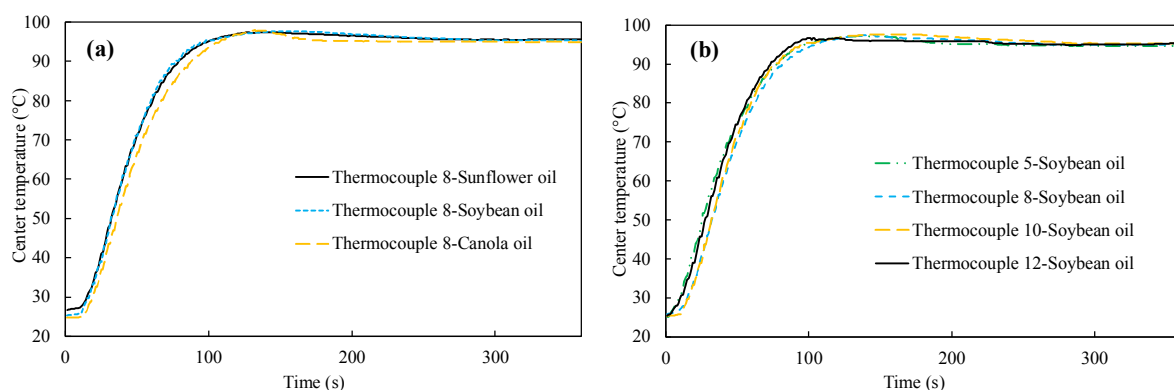 (a)
Center temperature (°C)
100
90
80
70
60
50
40
30
20
0
100
200
300
Time (s)
Thermocouple 8-Sunflower oil
Thermocouple 8-Soybean oil
Thermocouple 8-Canola oil
(b)
Center temperature (°C)
100
90
80
70
60
50
40
30
20
0
100
200
300
Time (s)
Thermocouple 5-Soybean oil
Thermocouple 8-Soybean oil
Thermocouple 10-Soybean oil
Thermocouple 12-Soybean oil